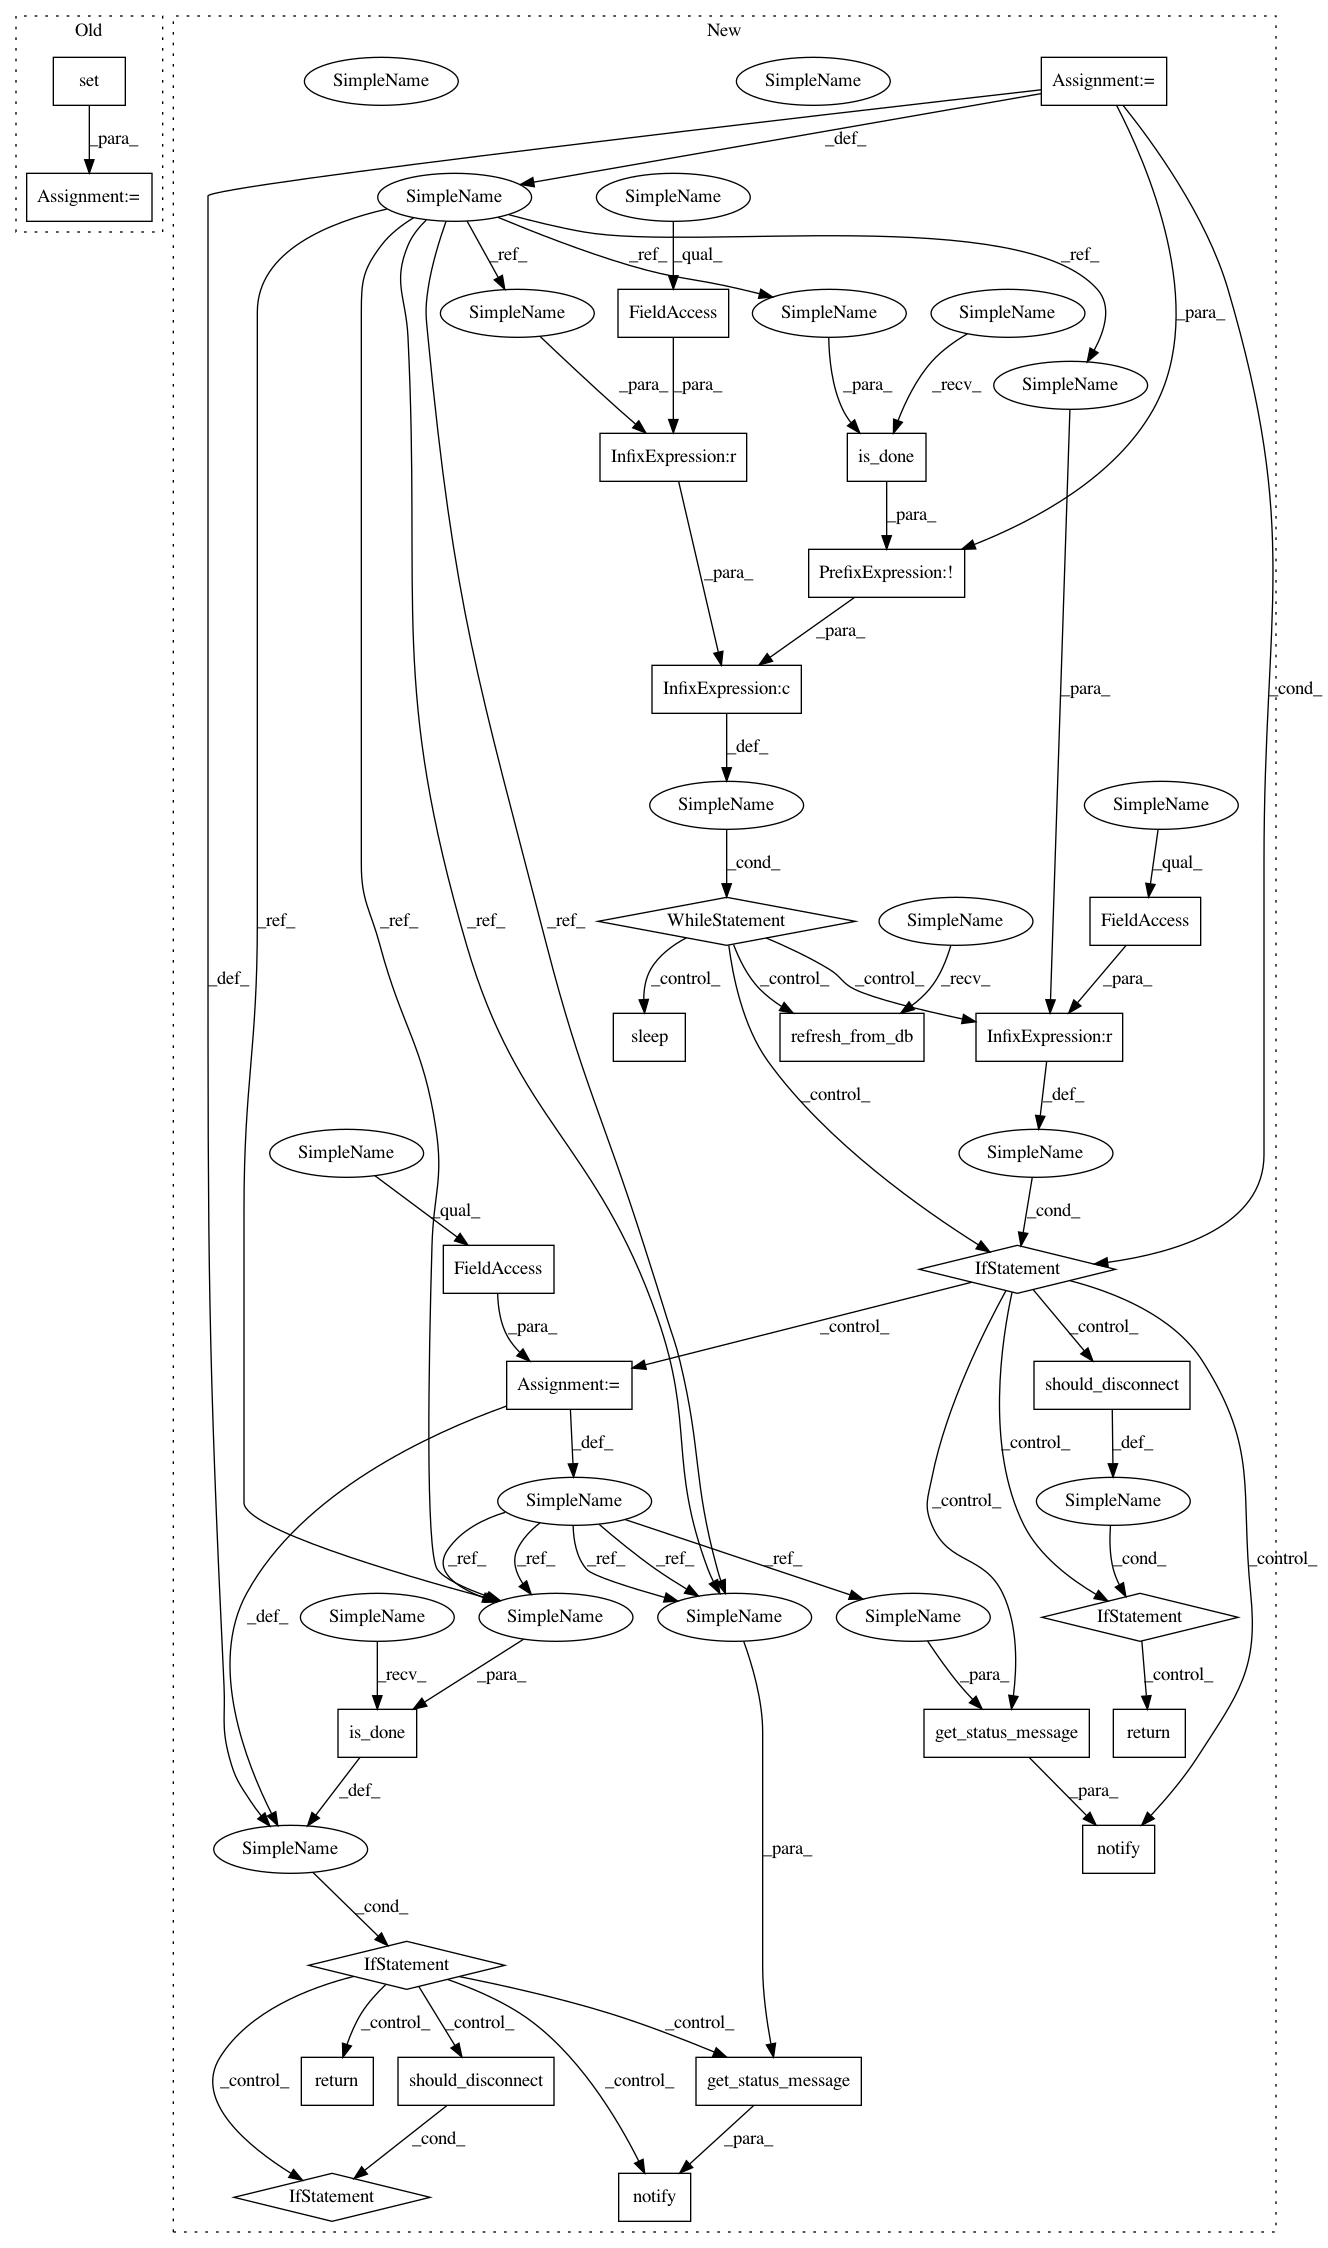 Old
New
set
SimpleName
SimpleName
Assignment:=
_para_
_def_
Assignment:=
SimpleName
SimpleName
_ref_
_qual_
_ref_
_ref_
SimpleName
FieldAccess
SimpleName
SimpleName
_para_
_para_
_para_
_para_
_recv_
SimpleName
InfixExpression:r
is_done
_para_
_para_
PrefixExpression:!
_para_
InfixExpression:c
_para_
_cond_
_def_
SimpleName
SimpleName
_cond_
_qual_
_ref_
_ref_
_ref_
_ref_
WhileStatement
SimpleName
FieldAccess
_def_
_control_
_control_
_control_
_recv_
_para_
sleep
refresh_from_db
InfixExpression:r
_control_
_def_
SimpleName
SimpleName
_qual_
_cond_
FieldAccess
IfStatement
_para_
_control_
_control_
Assignment:=
should_disconnect
_def_
_control_
_def_
SimpleName
SimpleName
_control_
_ref_
_ref_
_ref_
_ref_
_ref_
_cond_
_control_
_def_
SimpleName
SimpleName
SimpleName
SimpleName
IfStatement
_recv_
_para_
_para_
_control_
is_done
get_status_message
return
_def_
_para_
SimpleName
_para_
notify
_cond_
IfStatement
_control_
_control_
_control_
_control_
_control_
return
should_disconnect
get_status_message
_cond_
_para_
IfStatement
notify